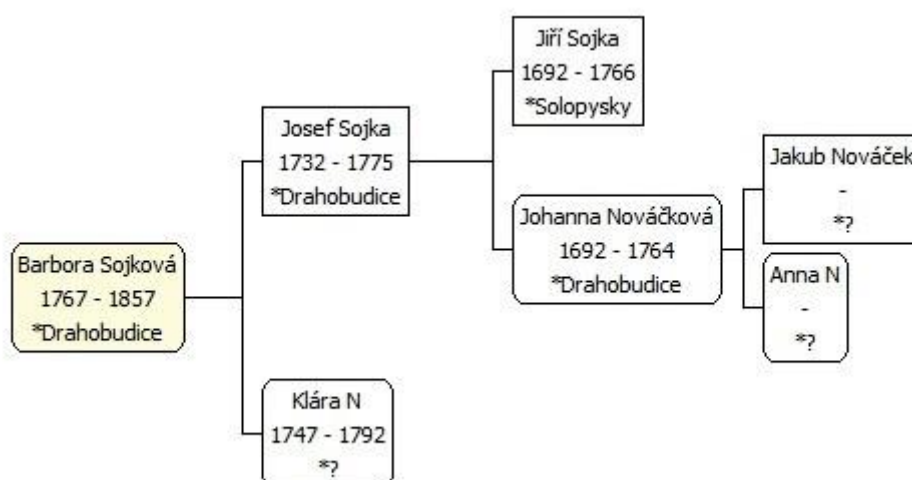 Jiří Sojka
1692 - 1766
*Solopysky
Josef Sojka
1732 - 1775
*Drahobudice
Jakub Nováček
-
*?
Johanna Nováčková
1692 - 1764
*Drahobudice
Barbora Sojková
1767 - 1857
*Drahobudice
Anna N
-
*?
Klára N
1747 - 1792
*?